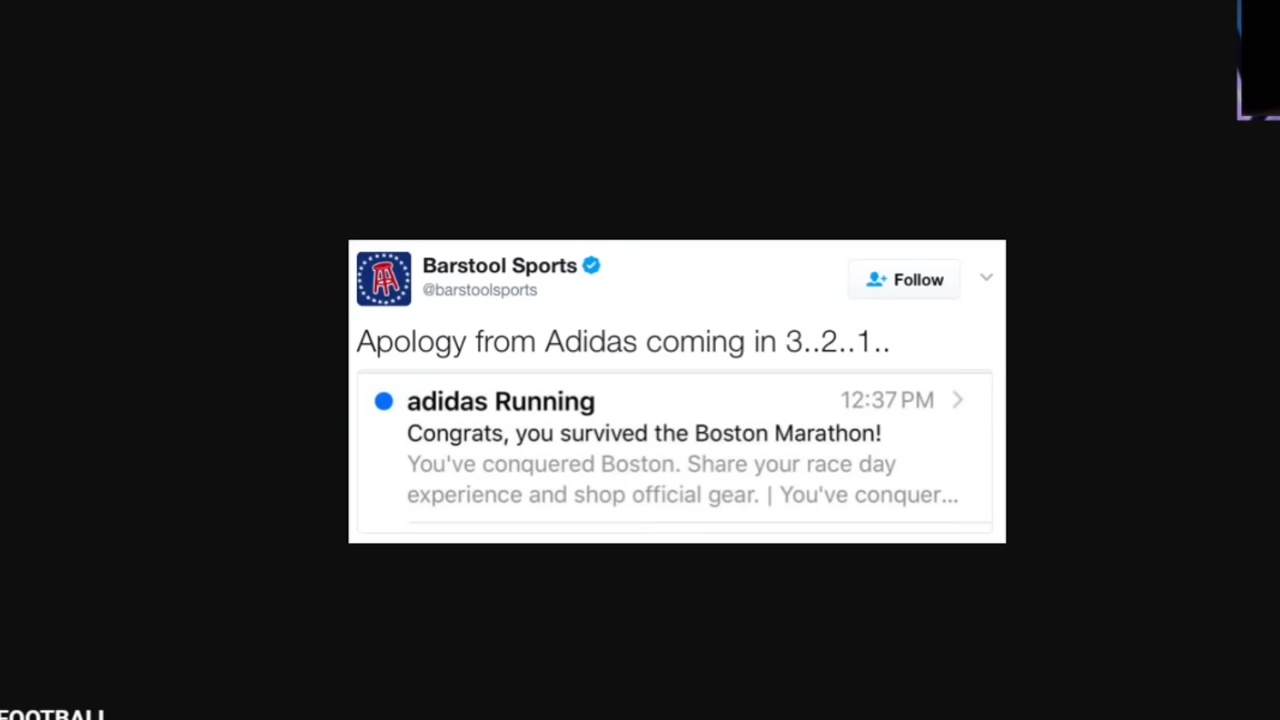 Barstool Sports
@barstoolsports
Follow
Apology from Adidas coming in 3..2..1..
adidas Running
12:37 PM
Congrats, you survived the Boston Marathon!
You've conquered Boston. Share your race day
experience and shop official gear. | You've conquer...
FOOTBALL